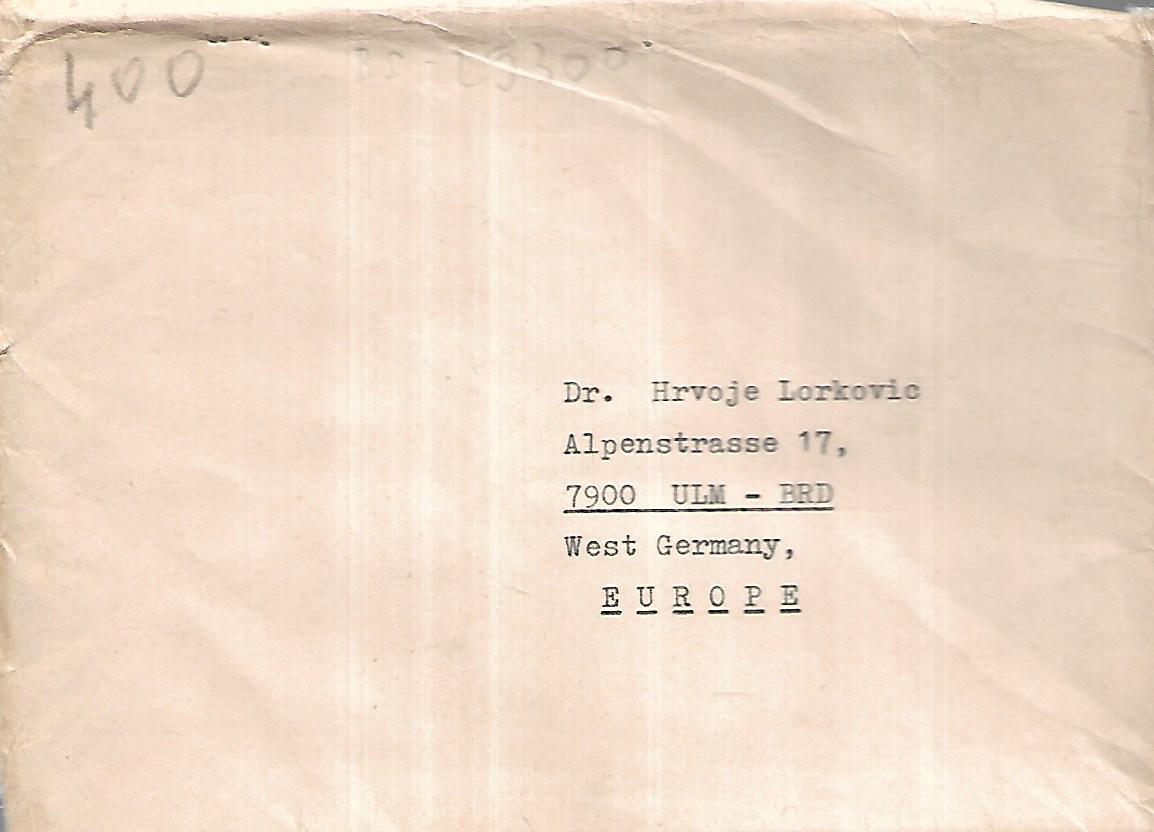 400
Dr. Hrvoje Lorkovic
Alpenstrasse 17,
7900 ULM - BRD
West Germany,
E U R O P E